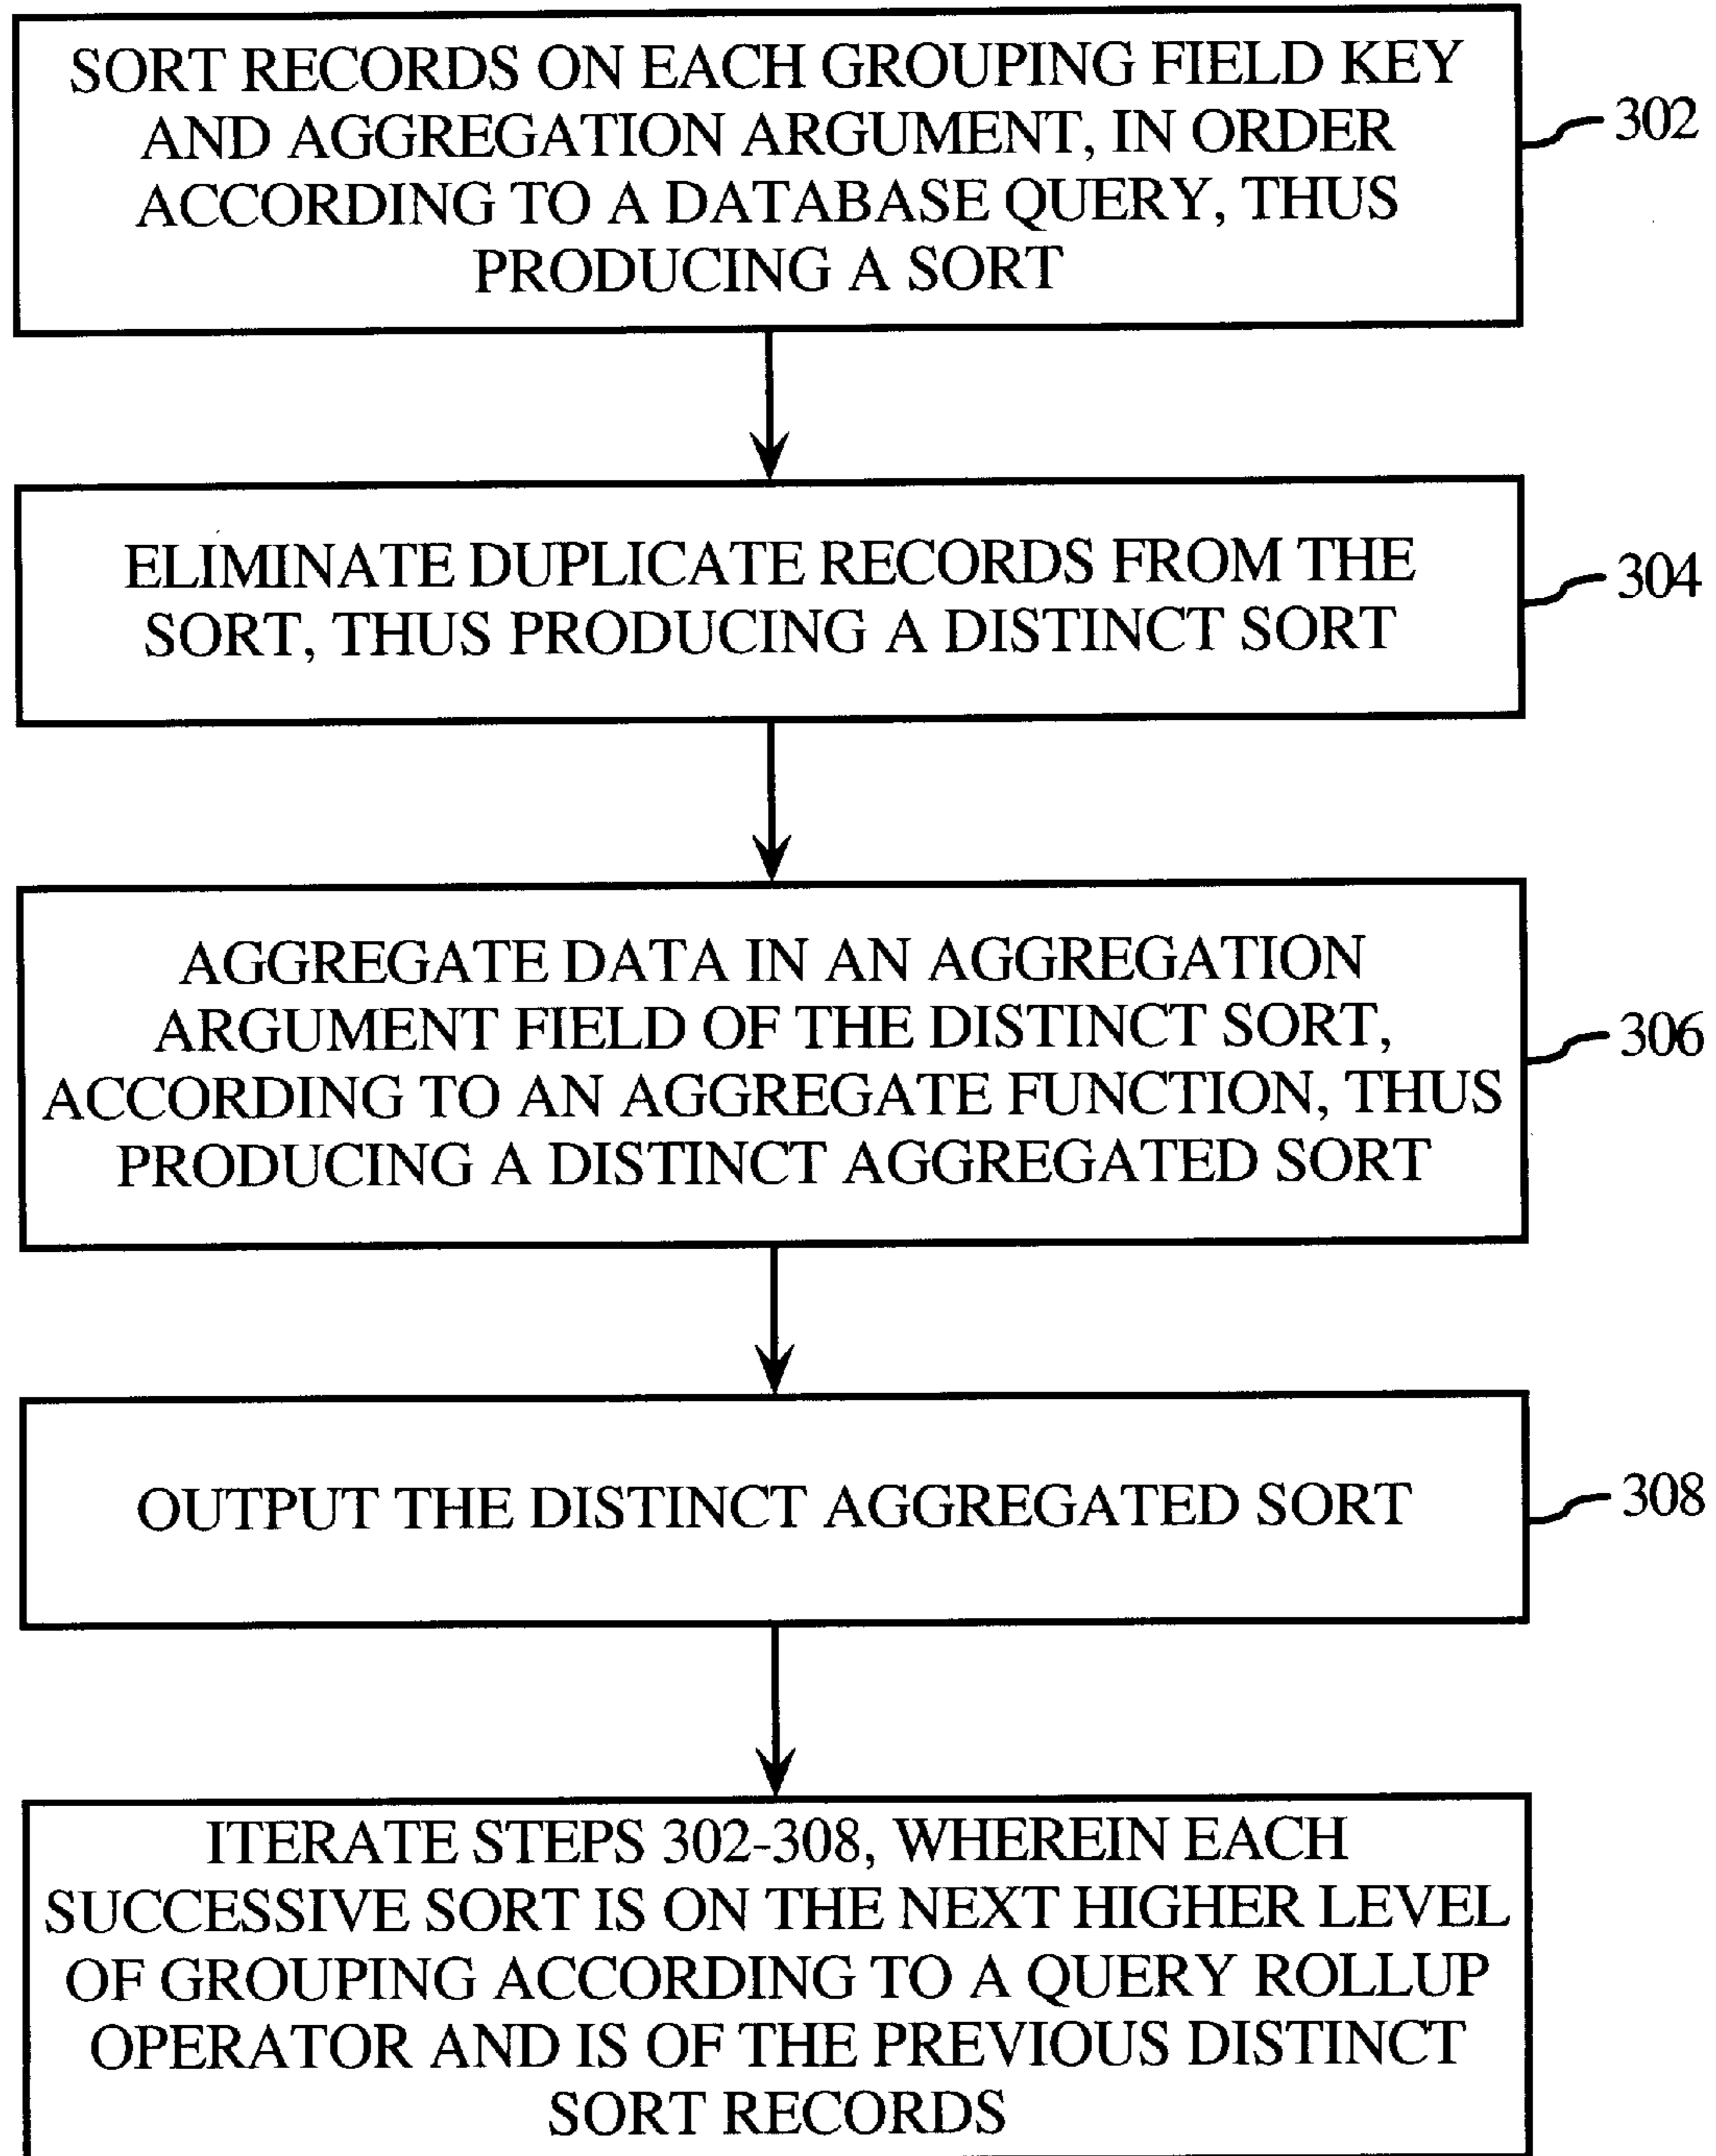 SORT RECORDS ON EACH GROUPING FIELD KEY
AND AGGREGATION ARGUMENT, IN ORDER
ACCORDING TO A DATABASE QUERY, THUS
PRODUCING A SORT
302
ELIMINATE DUPLICATE RECORDS FROM THE
SORT, THUS PRODUCING A DISTINCT SORT
304
AGGREGATE DATA IN AN AGGREGATION
ARGUMENT FIELD OF THE DISTINCT SORT,
ACCORDING TO AN AGGREGATE FUNCTION, THUS
PRODUCING A DISTINCT AGGREGATED SORT
306
OUTPUT THE DISTINCT AGGREGATED SORT
308
ITERATE STEPS 302-308, WHEREIN EACH
SUCCESSIVE SORT IS ON THE NEXT HIGHER LEVEL
OF GROUPING ACCORDING TO A QUERY ROLLUP
OPERATOR AND IS OF THE PREVIOUS DISTINCT
SORT RECORDS